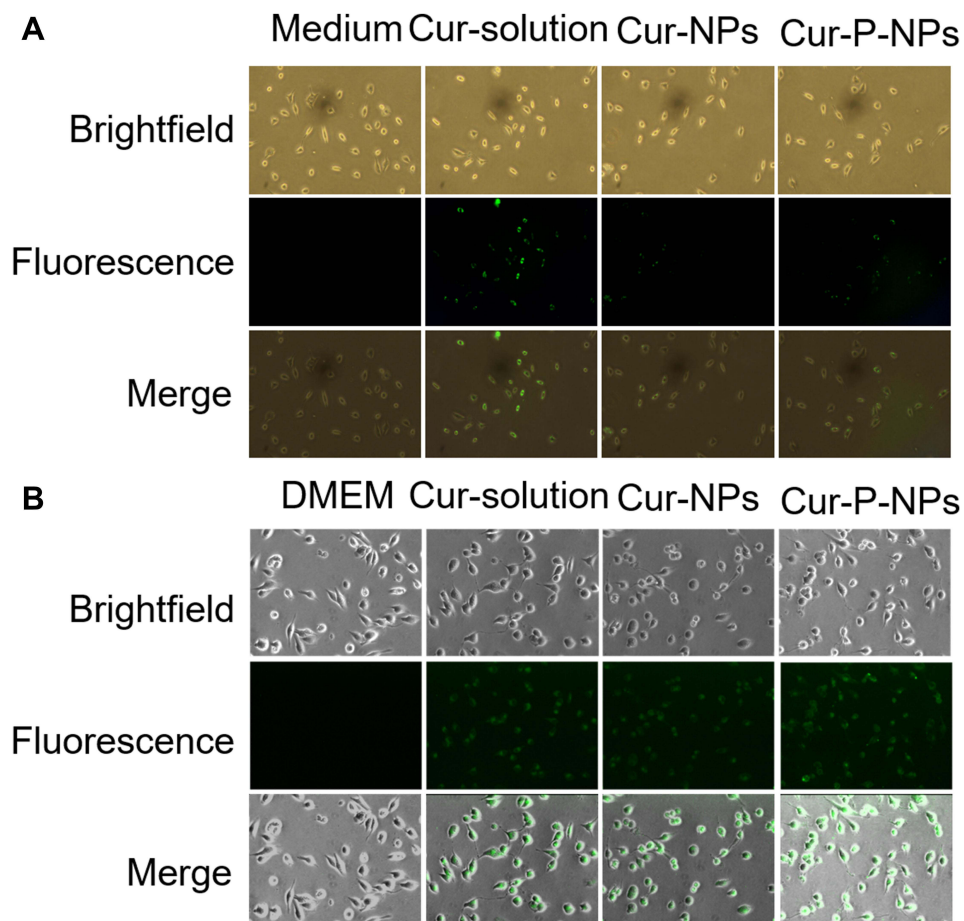 A
Medium Cur-solution Cur-NPs Cur-P-NPs
Brightfield
Fluorescence
Merge
B
DMEM Cur-solution Cur-NPs Cur-P-NPs
Brightfield
Fluorescence
Merge